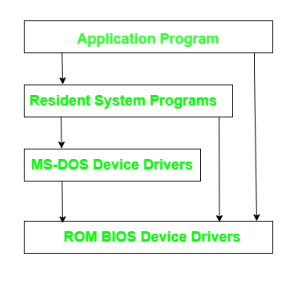 Application Program
Resident System Programs
MS-DOS Device Drivers
ROM BIOS Device Drivers